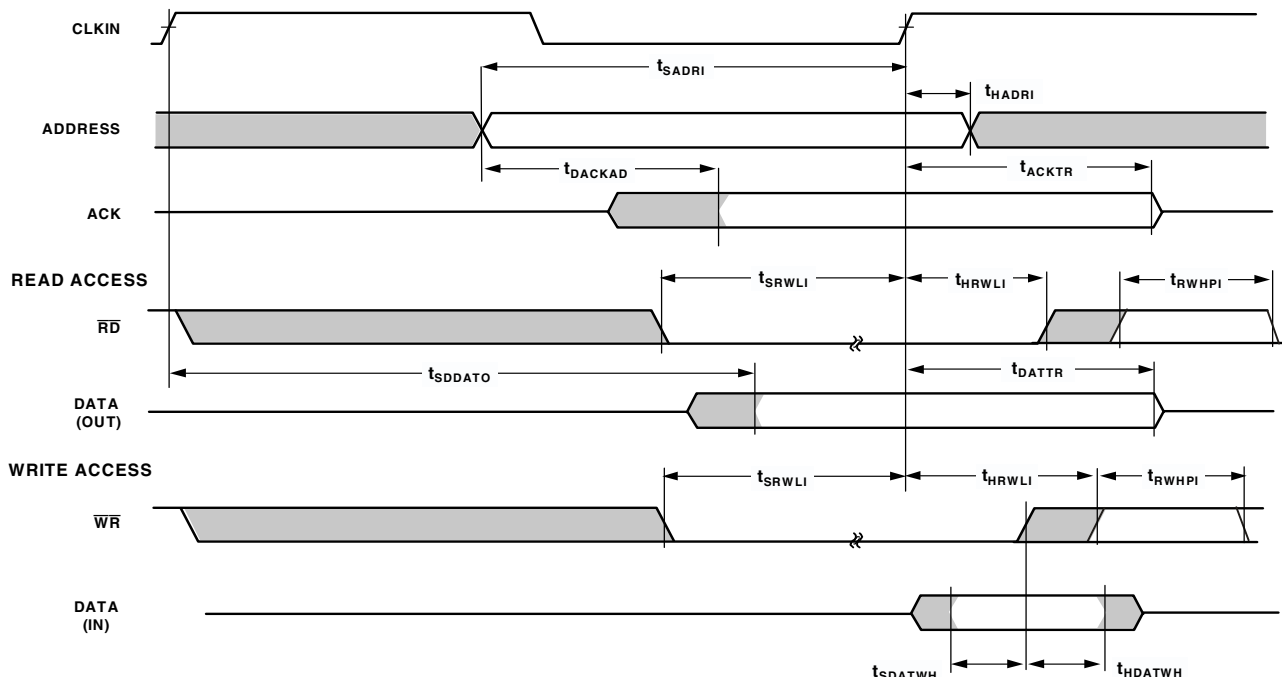 CLKIN
tSADRI
tHADRI
ADDRESS
tDACKAD
tACKTR
ACK
READ ACCESS
tSRWLI
tHRWLI
tRWHPI
RD
tSDDATO
tDATTR
DATA
(OUT)
WRITE ACCESS
tSRWLI
tHRWLI
tRWHPI
WR
DATA
(IN)
tSDATWH
tHDATWH